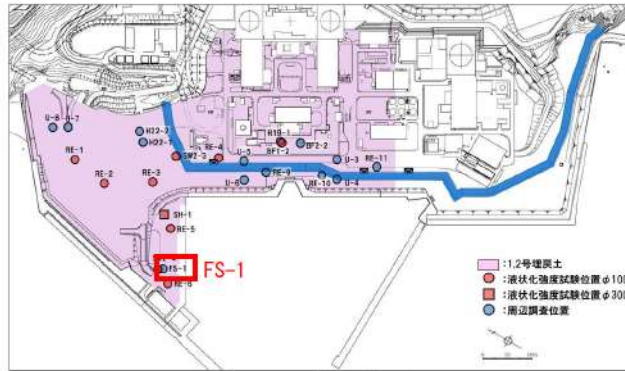 U-8
U-7
H22-2
H22-7
SW2-3
RE-4
H19-1
BF1-2
BF2-2
U-5
U-3
RE-11
RE-1
RE-2
RE-3
RE-9
U-6
RE-10
U-4
SH-1
RE-5
FS-1
FS-1
RE-6
:1,2号埋戻土
:液状化強度試験位置φ100
:液状化強度試験位置φ300
:周辺調査位置